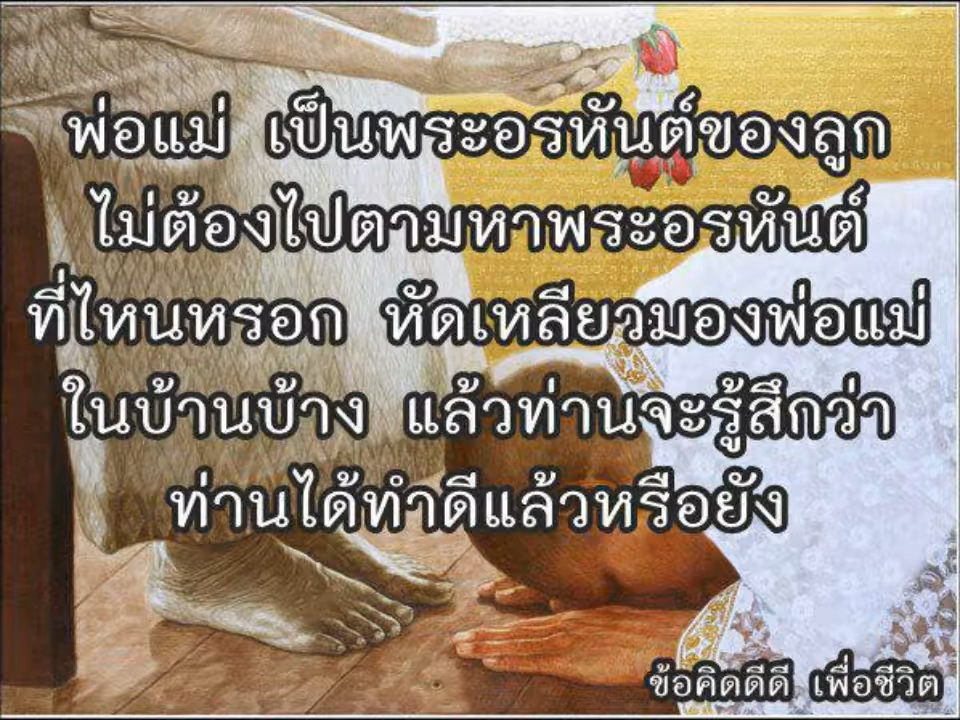 พ่อแม่ เป็นพระอรหันต์ของลูก
ไม่ต้องไปตามหาพระอรหันต์
ที่ไหนหรอก หัดเหลียวมองพ่อแม่
ในบ้านบ้าง แล้วท่านจะรู้สึกว่า
ท่านได้ทำดีแล้วหรือยัง
ข้อคิดดีดี เพื่อชีวิต